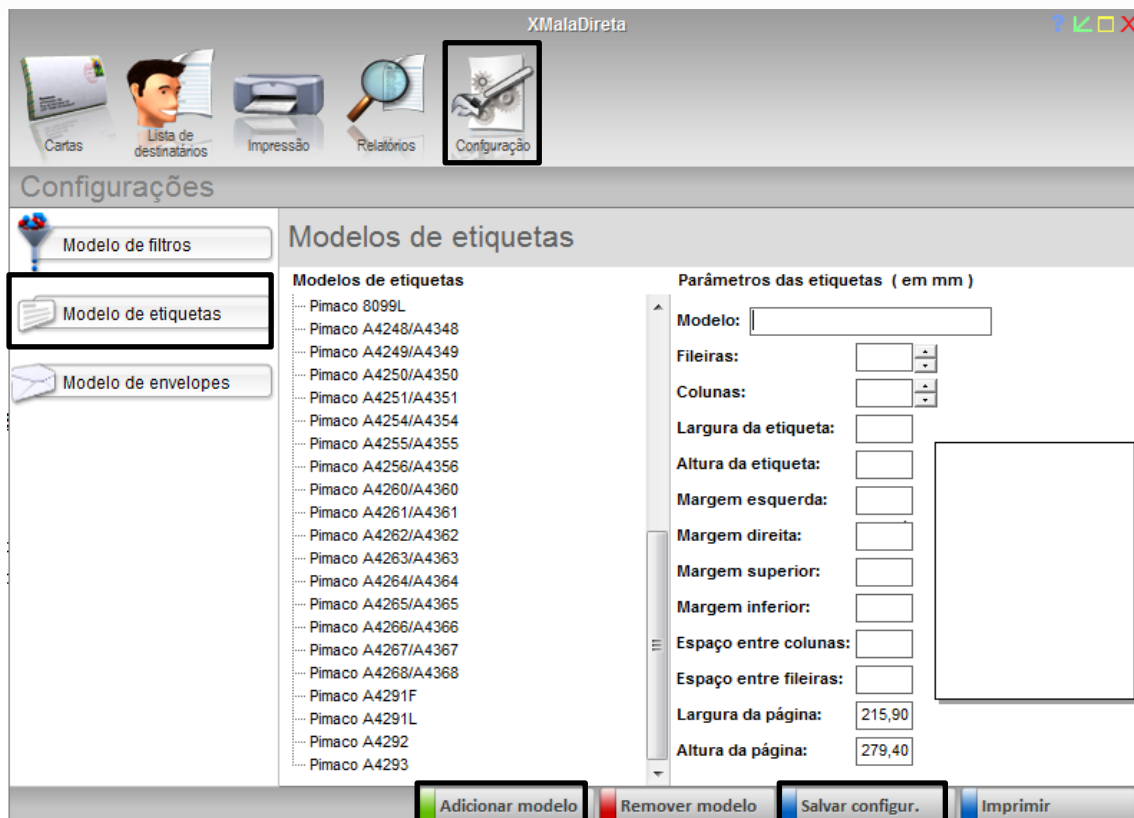 XMalaDireta
?
Cartas
Lista de
destinatários
Impressão
Relatórios
Confguração
Configurações
Modelo de filtros
Modelo de etiquetas
Modelo de envelopes
Modelos de etiquetas
Modelos de etiquetas
Pimaco 8099L
Pimaco A4248/A4348
Pimaco A4249/A4349
Pimaco A4250/A4350
Pimaco A4251/A4351
Pimaco A4254/A4354
Pimaco A4255/A4355
Pimaco A4256/A4356
Pimaco A4260/A4360
Pimaco A4261/A4361
Pimaco A4262/A4362
Pimaco A4263/A4363
Pimaco A4264/A4364
Pimaco A4265/A4365
Pimaco A4266/A4366
Pimaco A4267/A4367
Pimaco A4268/A4368
Pimaco A4291F
Pimaco A4291L
Pimaco A4292
Pimaco A4293
Parâmetros das etiquetas ( em mm )
Modelo:
Fileiras:
Colunas:
Largura da etiqueta:
Altura da etiqueta:
Margem esquerda:
Margem direita:
Margem superior:
Margem inferior:
Espaço entre colunas:
Espaço entre fileiras:
Largura da página: 215,90
Altura da página: 279,40
Adicionar modelo
Remover modelo
Salvar configur.
Imprimir